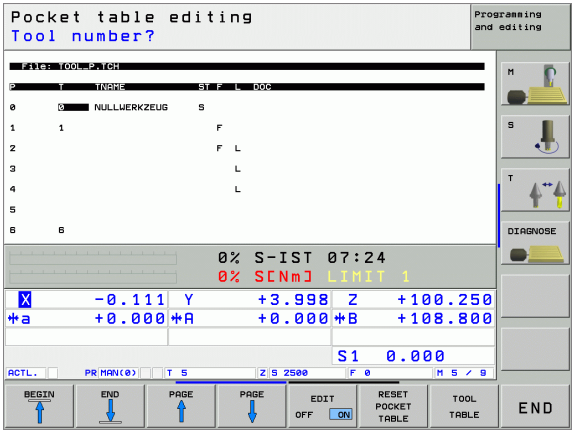 Pocket table editing
Tool number?
Programming
and editing
File: TOOL_P.TCH
P T TNAME ST F L DOC
0 0 NULLWERKZEUG S
1 1 F
2 F L
3 L
4 L
5
6 6
M
S
T
DIAGNOSE
0% S-IST 07:24
0% S[Nm] LIMIT 1
X -0.111 Y +3.998 Z +100.250
a +0.000 A +0.000 B +108.800
S1 0.000
ACTL. PR MAN(0) T 5 Z S 2500 F 0 M 5 / 9
BEGIN
END
PAGE
PAGE
EDIT
OFF ON
RESET
POCKET
TABLE
TOOL
TABLE
END